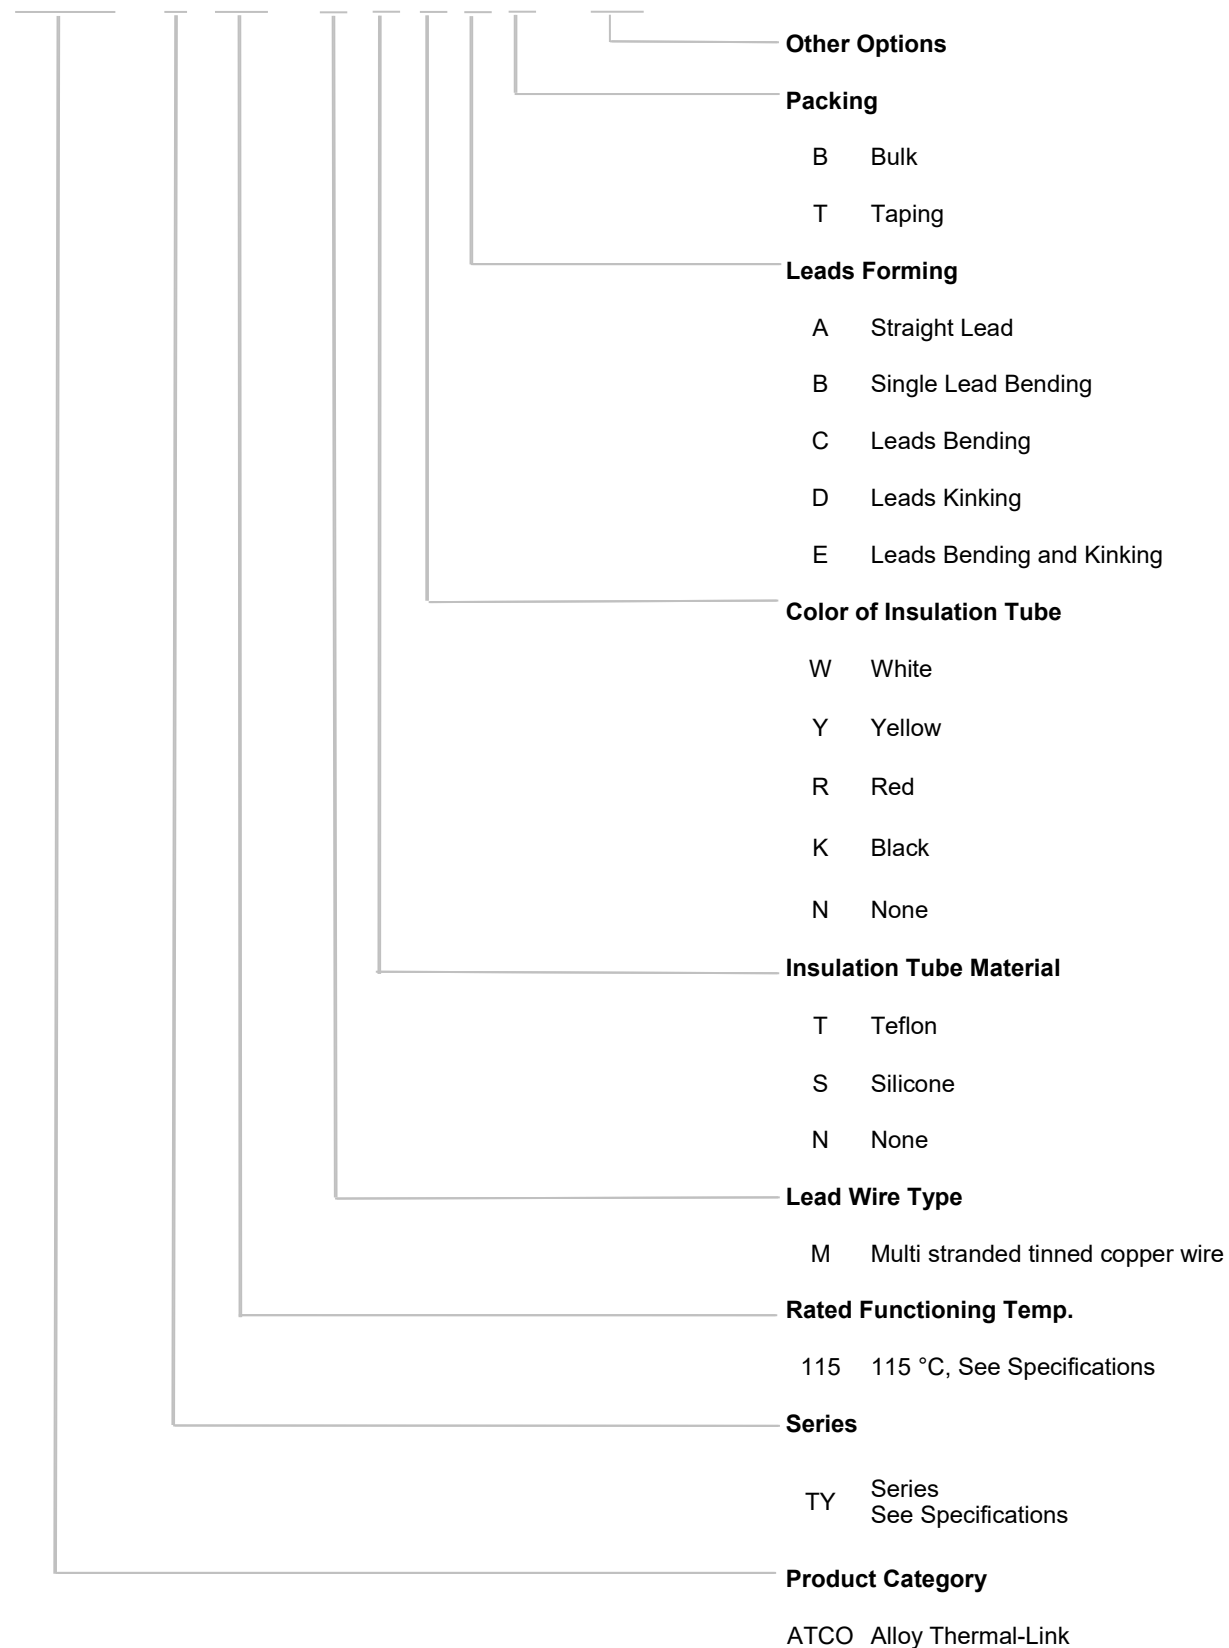 Other Options
Packing
B Bulk
T Taping
Leads Forming
A Straight Lead
B Single Lead Bending
C Leads Bending
D Leads Kinking
E Leads Bending and Kinking
Color of Insulation Tube
W White
Y Yellow
R Red
K Black
N None
Insulation Tube Material
T Teflon
S Silicone
N None
Lead Wire Type
M Multi stranded tinned copper wire
Rated Functioning Temp.
115 115 °C, See Specifications
Series
TY Series
See Specifications
Product Category
ATCO Alloy Thermal-Link